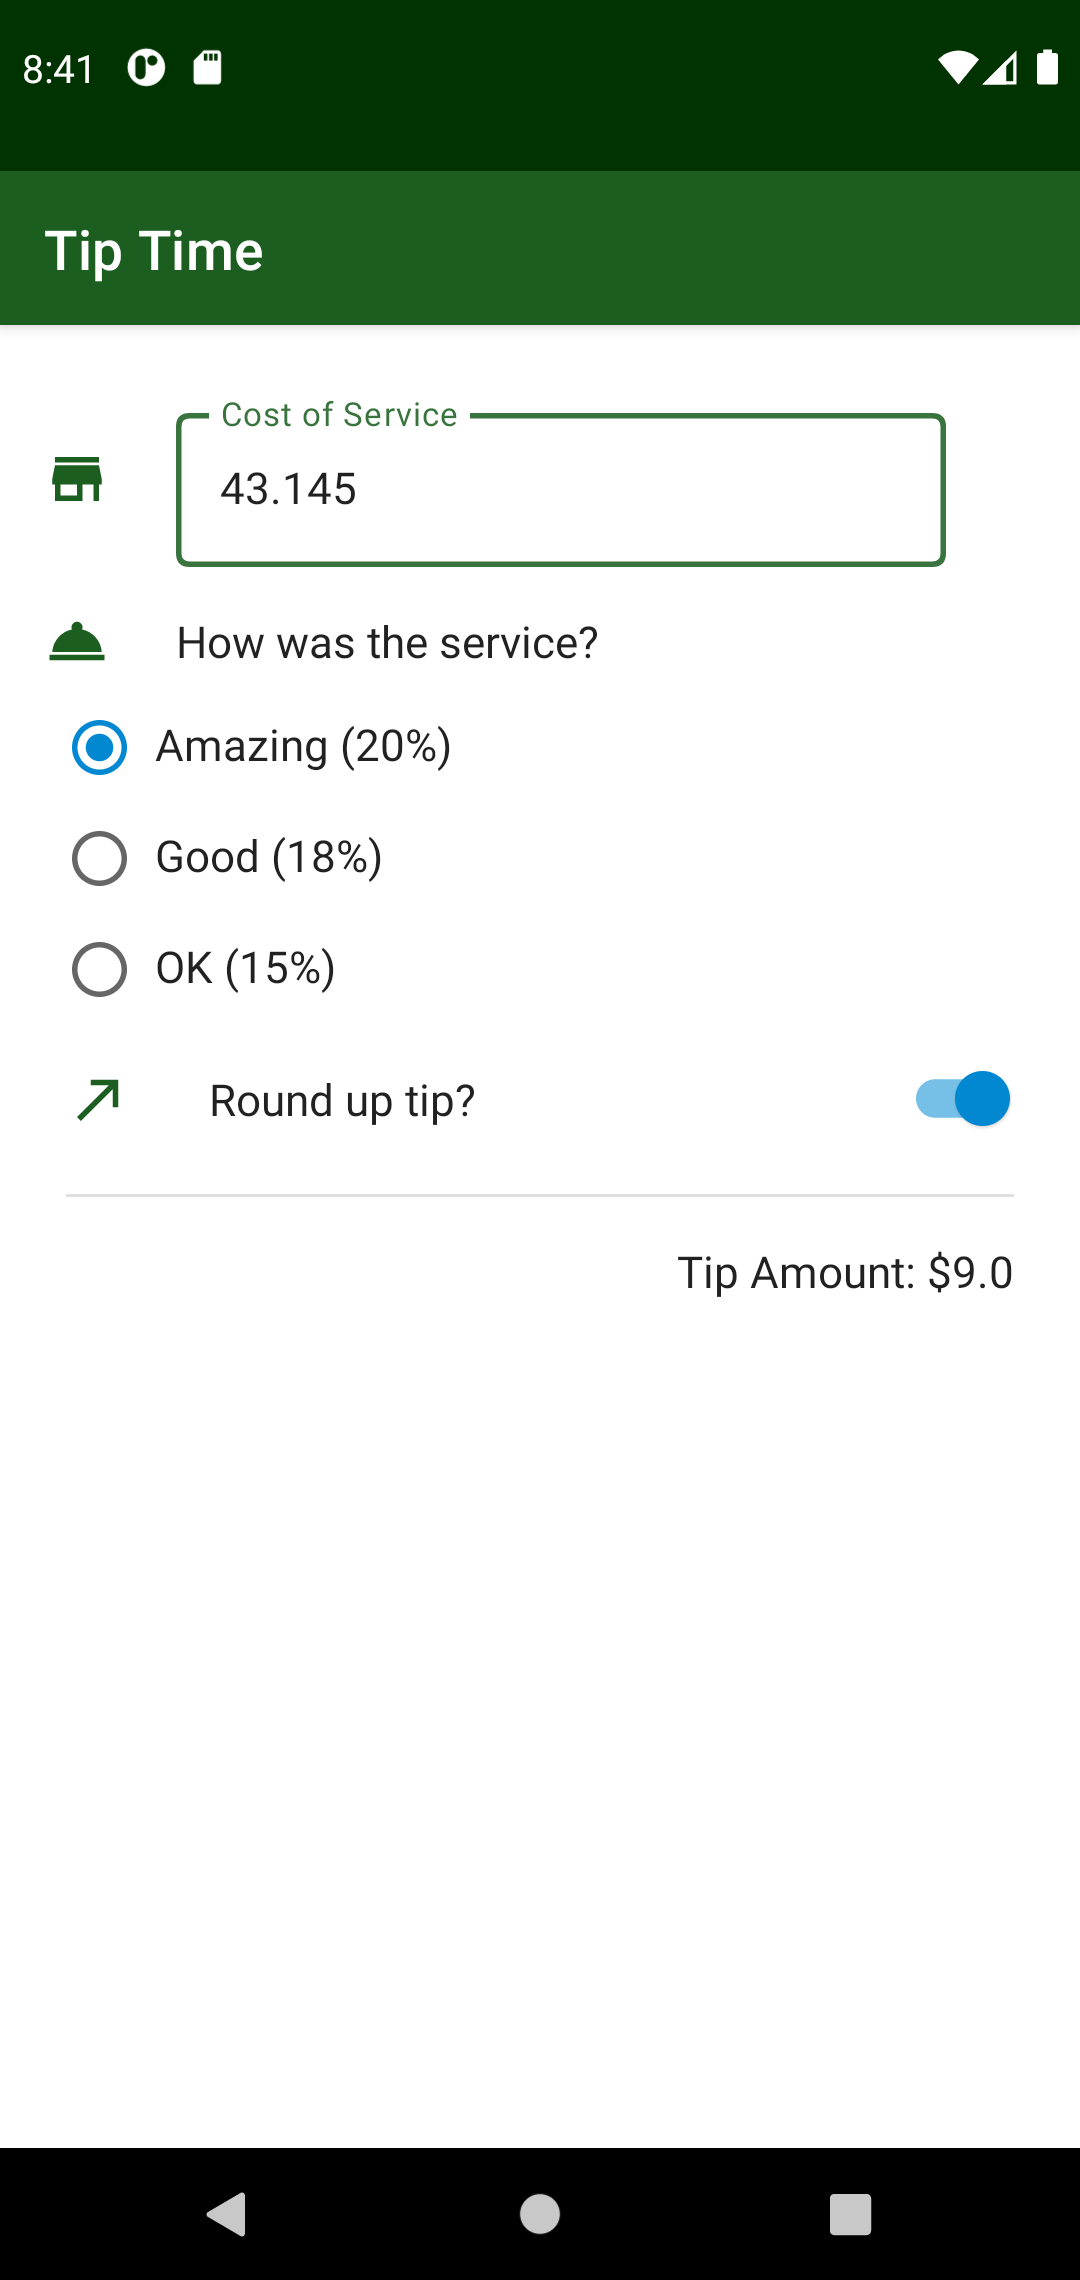 8:41
Tip Time
Cost of Service
43.145
How was the service?
Amazing (20%)
Good (18%)
OK (15%)
Round up tip?
Tip Amount: $9.0